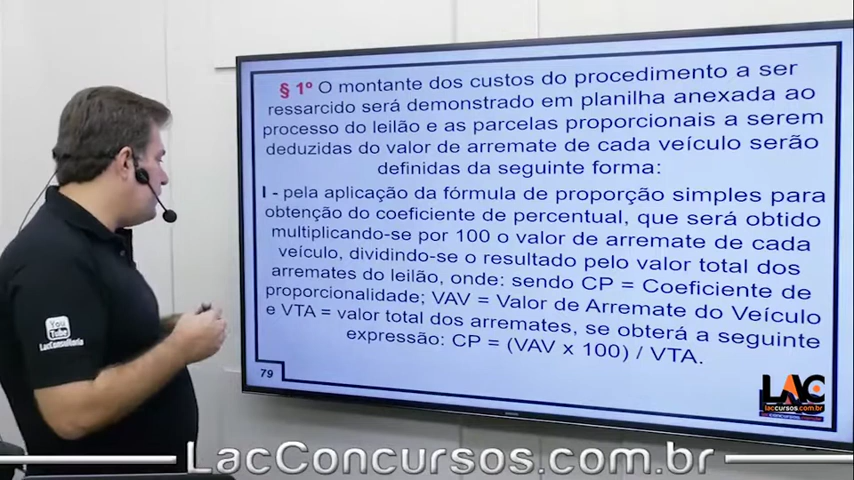 § 1º O montante dos custos do procedimento a ser
ressarcido será demonstrado em planilha anexada ao
processo do leilão e as parcelas proporcionais a serem
deduzidas do valor de arremate de cada veículo serão
definidas da seguinte forma:
I - pela aplicação da fórmula de proporção simples para
obtenção do coeficiente de percentual, que será obtido
multiplicando-se por 100 o valor de arremate de cada
veículo, dividindo-se o resultado pelo valor total dos
arremates do leilão, onde: sendo CP = Coeficiente de
proporcionalidade; VAV = Valor de Arremate do Veículo
e VTA = valor total dos arremates, se obterá a seguinte
expressão: CP = (VAV x 100) / VTA.
79
LAC
laccursos.com.br
You
Tube
LacConsultoria
LacConcursos.com.br